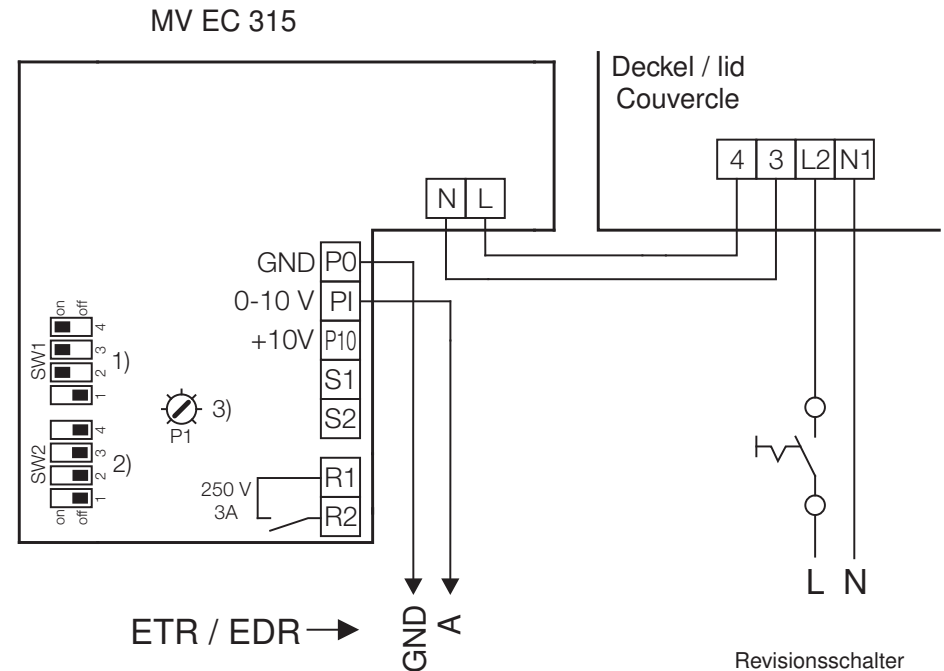 MV EC 315
Deckel / lid
Couvercle
4 3 L2 N1
N L
GND P0
0-10 V PI
+10V P10
S1
S2
on off
SW1
4
3
2
1
1)
P1
3)
SW2
4
3
2
1
2)
on off
250 V
3A
R1
R2
L N
GND
A
ETR / EDR
Revisionsschalter